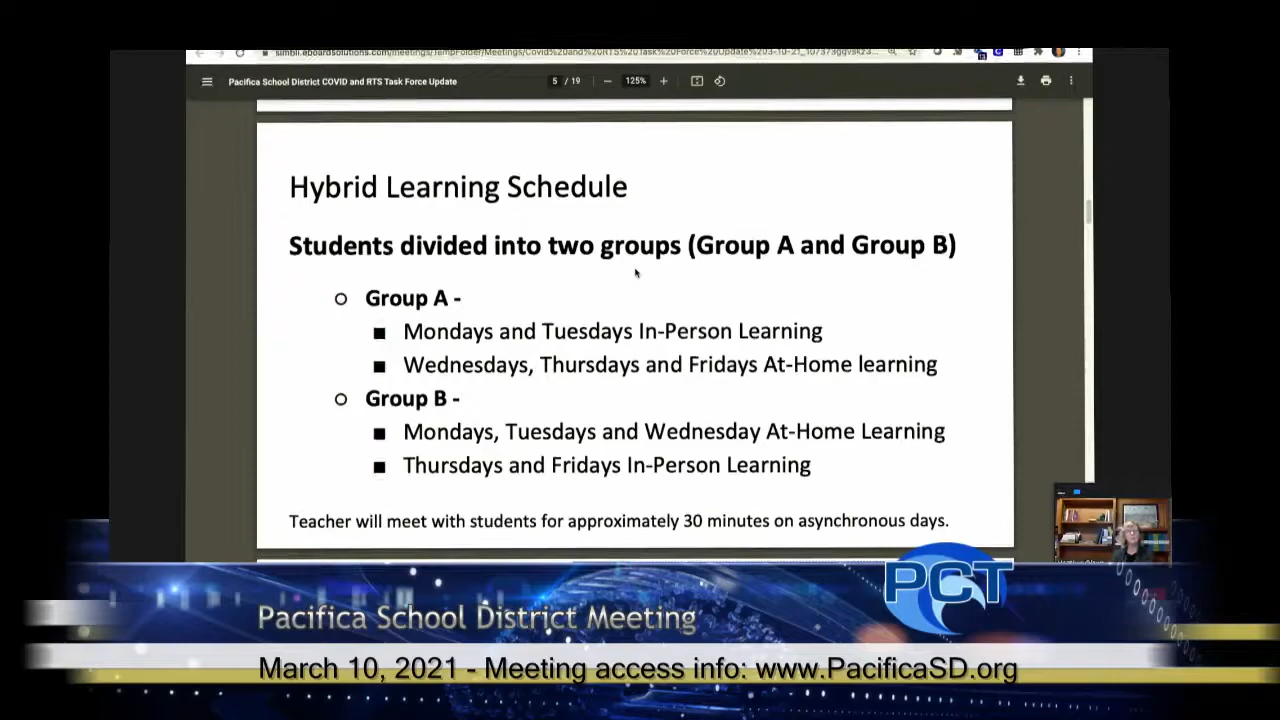 Pacifica School District COVID and RTS Task Force Update
5 / 19
125%
Hybrid Learning Schedule
Students divided into two groups (Group A and Group B)
Group A -
Mondays and Tuesdays In-Person Learning
Wednesdays, Thursdays and Fridays At-Home learning
Group B -
Mondays, Tuesdays and Wednesday At-Home Learning
Thursdays and Fridays In-Person Learning
Teacher will meet with students for approximately 30 minutes on asynchronous days.
PCT
Pacifica School District Meeting
March 10, 2021 - Meeting access info: www.PacificaSD.org